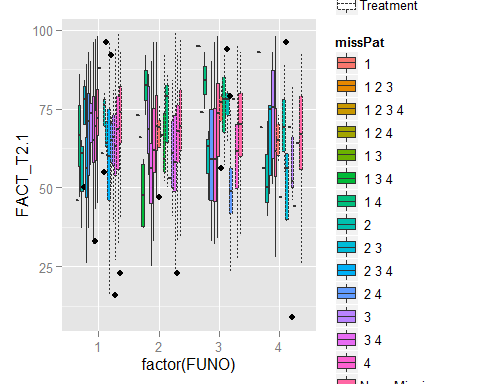 Treatment
missPat
1
1 2 3
1 2 3 4
1 2 4
1 3
1 3 4
1 4
2
2 3
2 3 4
2 4
3
3 4
4
100
75
50
25
FACT_T2.1
1 2 3 4
factor(FUNO)